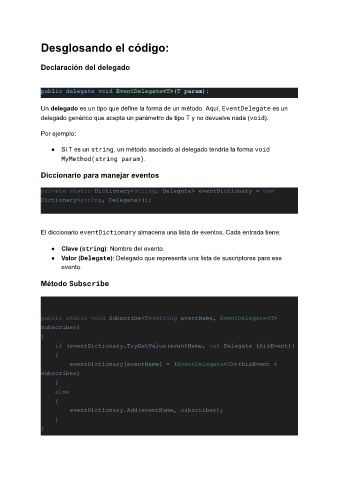 Desglosando el código:
Declaración del delegado
public delegate void EventDelegate<T>(T param);
Un delegado es un tipo que define la forma de un método. Aquí, EventDelegate es un
delegado genérico que acepta un parámetro de tipo T y no devuelve nada (void).
Por ejemplo:
● Si T es un string, un método asociado al delegado tendría la forma void
MyMethod(string param).
Diccionario para manejar eventos
private static Dictionary<string, Delegate> eventDictionary = new
Dictionary<string, Delegate>();
El diccionario eventDictionary almacena una lista de eventos. Cada entrada tiene:
● Clave (string): Nombre del evento.
● Valor (Delegate): Delegado que representa una lista de suscriptores para ese
evento.
Método Subscribe
public static void Subscribe<T>(string eventName, EventDelegate<T>
subscriber)
{
if (eventDictionary.TryGetValue(eventName, out Delegate thisEvent))
{
eventDictionary[eventName] = (EventDelegate<T>)thisEvent +
subscriber;
}
else
{
eventDictionary.Add(eventName, subscriber);
}
}